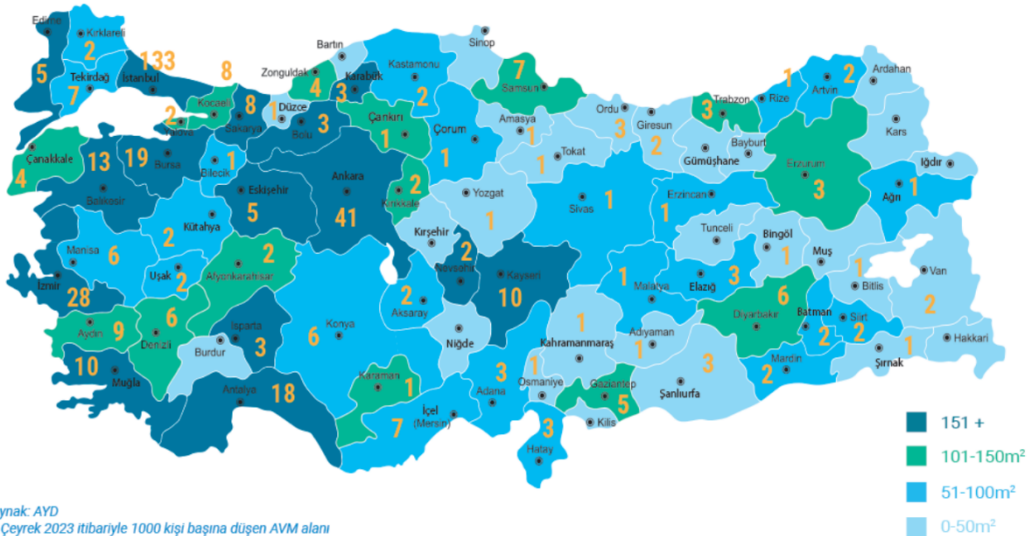 Edirne
Kırklareli
2
5
Tekirdağ
7
İstanbul
133
8
Kocaeli
2
Yalova
8
Sakarya
1
Düzce
Bolu
3
Zonguldak
4
Bartın
Karabük
3
Kastamonu
2
Sinop
7
Samsun
Çankırı
1
Çorum
1
Amasya
1
Tokat
1
Ordu
3
Giresun
2
Trabzon
3
Gümüşhane
Bayburt
Rize
1
Artvin
2
Ardahan
Kars
Iğdır
Erzurum
3
Ağrı
1
Çanakkale
4
13
Balıkesir
19
Bursa
Bilecik
1
Eskişehir
5
Ankara
41
Kırıkkale
2
Yozgat
1
Sivas
1
Erzincan
1
Tunceli
Bingöl
1
Muş
1
Bitlis
Van
2
Kütahya
2
Manisa
6
Uşak
2
Afyonkarahisar
2
İzmir
28
Aydın
9
Denizli
6
10
Muğla
Burdur
Isparta
3
Antalya
18
Konya
6
Kırşehir
2
Nevşehir
Kayseri
10
Aksaray
2
Niğde
Karaman
1
İçel
(Mersin)
7
Adana
3
Osmaniye
1
Hatay
3
Kahramanmaraş
1
Malatya
1
Elazığ
3
Adıyaman
1
Gaziantep
5
Kilis
Şanlıurfa
3
Diyarbakır
6
Batman
2
Siirt
2
Mardin
2
Şırnak
1
Hakkari
151 +
101-150m²
51-100m²
0-50m²
ynak: AYD
Çeyrek 2023 itibariyle 1000 kişi başına düşen AVM alanı